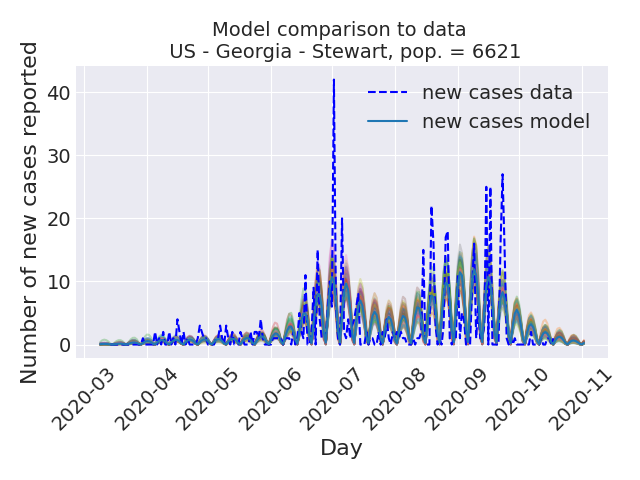 Model comparison to data
US - Georgia - Stewart, pop. = 6621
Number of new cases reported
40
30
20
10
0
new cases data
new cases model
2020-03
2020-04
2020-05
2020-06
2020-07
2020-08
2020-09
2020-10
2020-11
Day